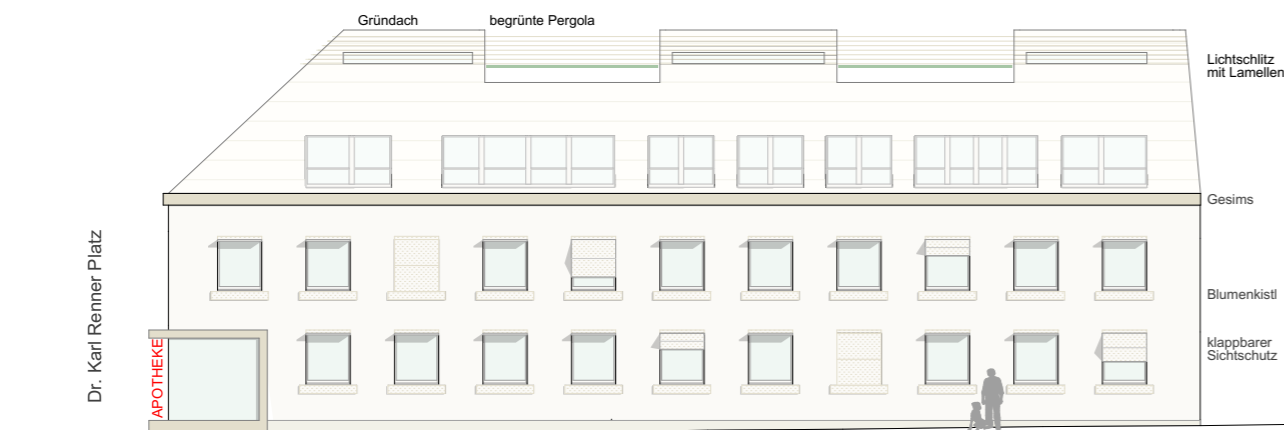 Gründach
begrünte Pergola
Lichtschlitz
mit Lamellen
Gesims
Dr. Karl Renner Platz
Blumenkistl
klappbarer
Sichtschutz
APOTHEKE